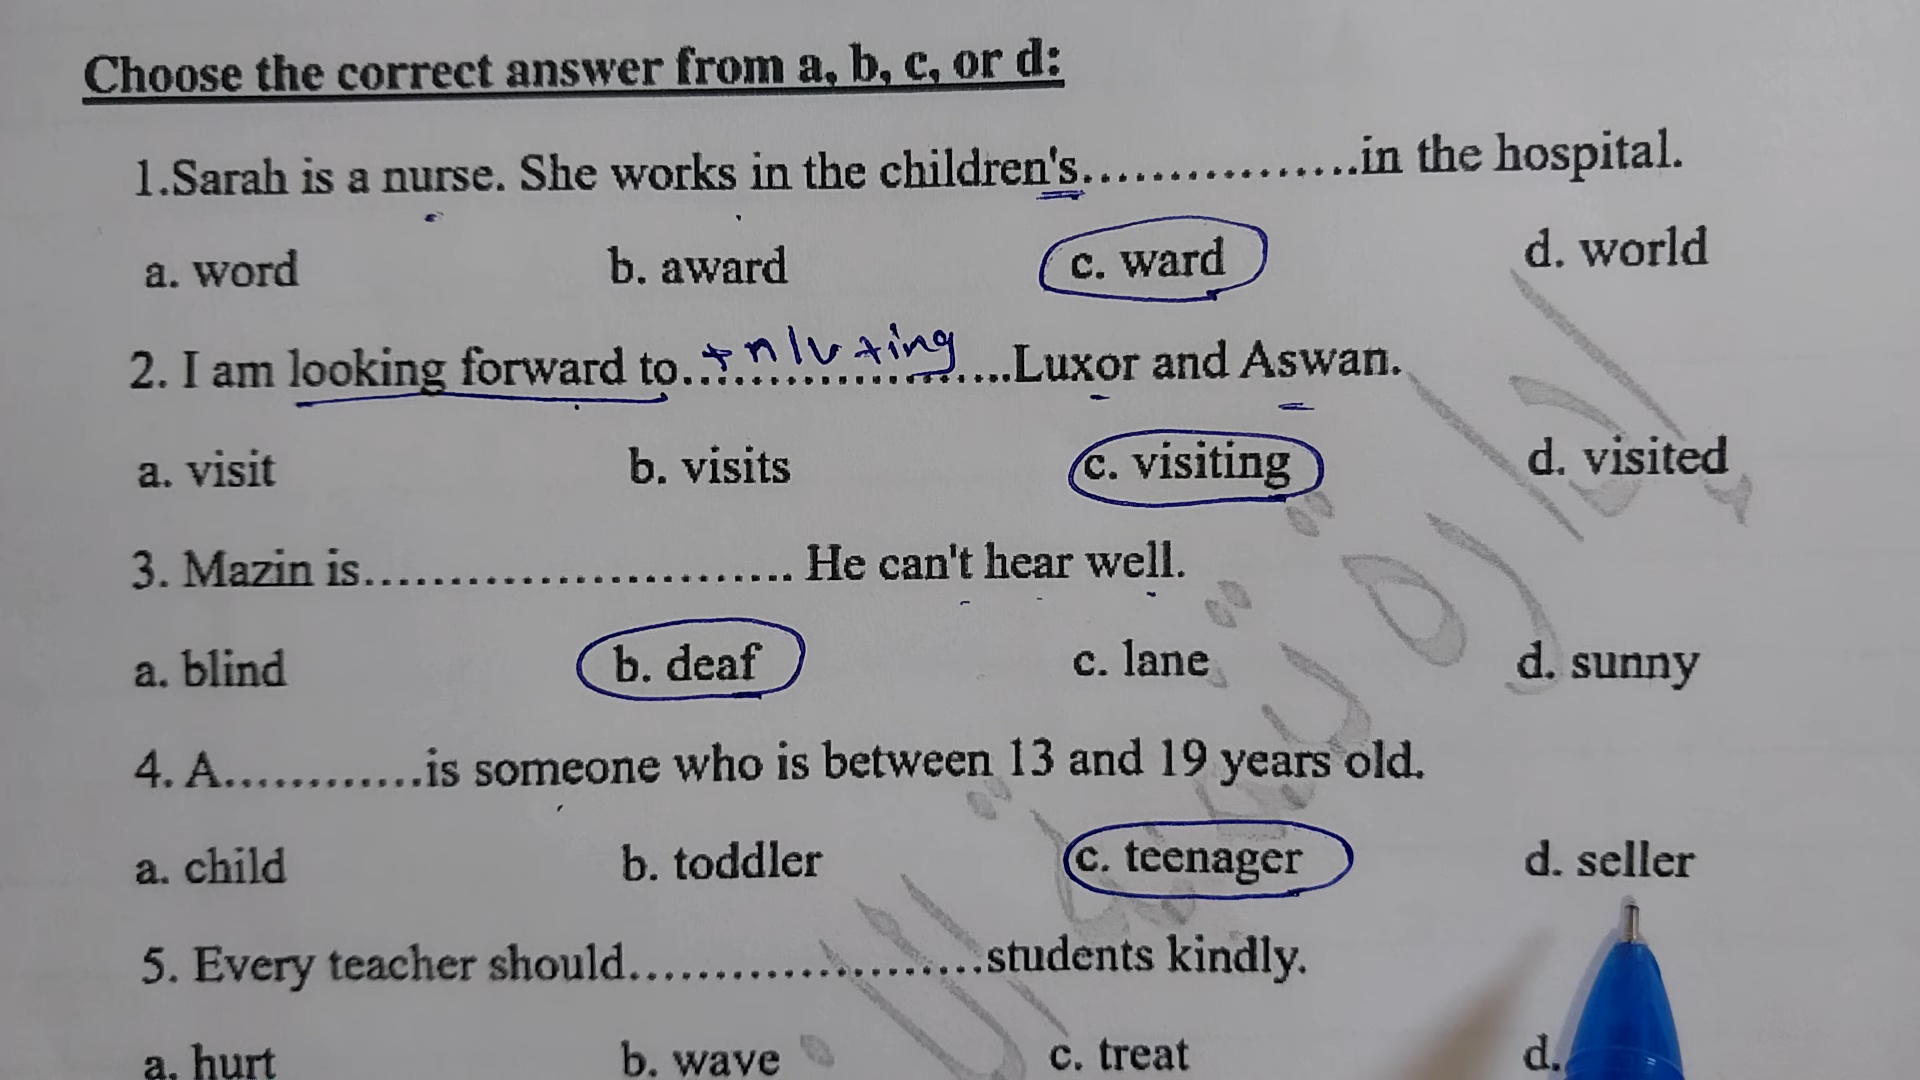 Choose the correct answer from a, b, c, or d:
1.Sarah is a nurse. She works in the children's................in the hospital.
a. word b. award c. ward d. world
+ n/v +ing
2. I am looking forward to....................Luxor and Aswan.
a. visit b. visits c. visiting d. visited
3. Mazin is......................... He can't hear well.
a. blind b. deaf c. lane d. sunny
4. A............is someone who is between 13 and 19 years old.
a. child b. toddler c. teenager d. seller
5. Every teacher should.....................students kindly.
a. hurt b. wave c. treat d.